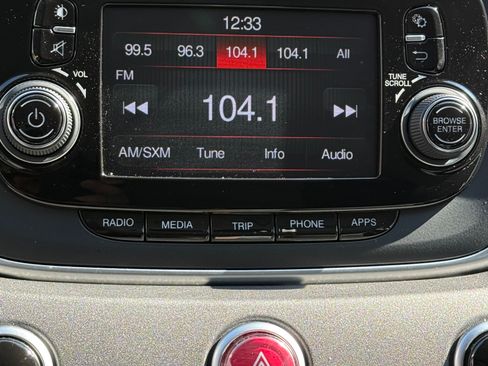 12:33
99.5 96.3 104.1 104.1 All
FM
VOL
TUNE
SCROLL
104.1
BROWSE
ENTER
AM/SXM Tune Info Audio
RADIO MEDIA TRIP PHONE APPS